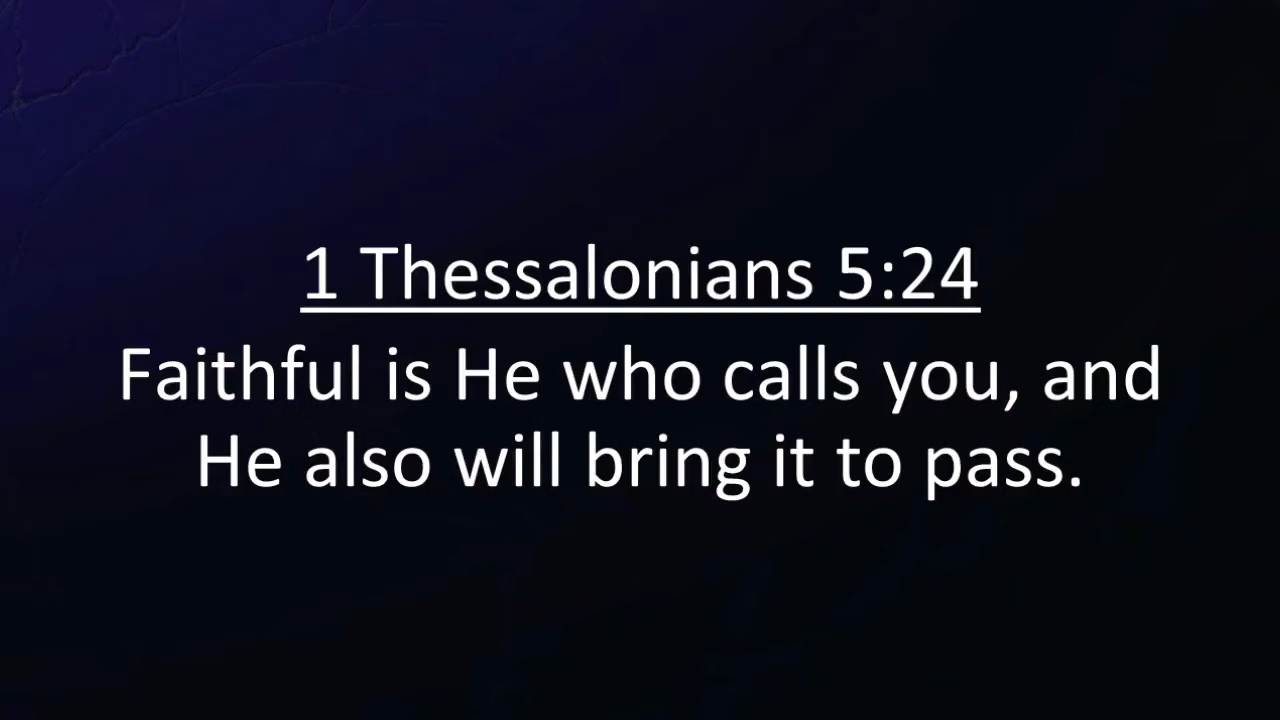 1 Thessalonians 5:24
Faithful is He who calls you, and
He also will bring it to pass.